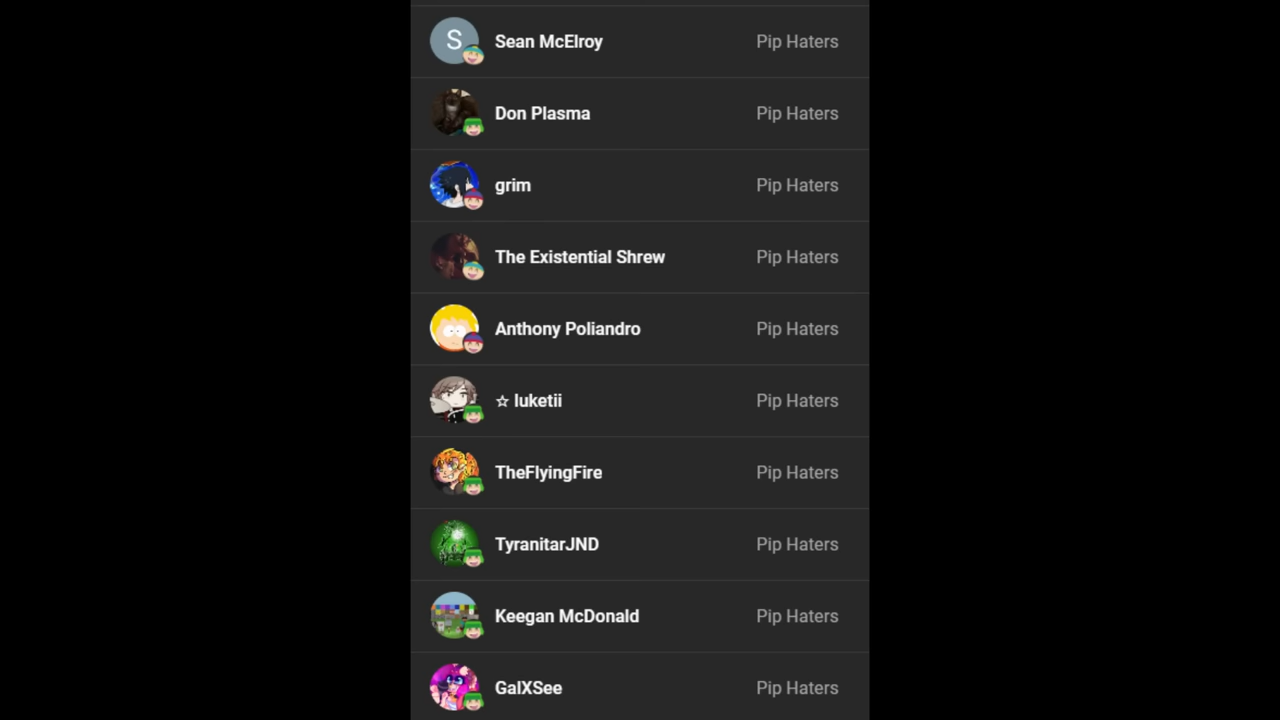 S
Sean McElroy Pip Haters
Don Plasma Pip Haters
grim Pip Haters
The Existential Shrew Pip Haters
Anthony Poliandro Pip Haters
☆ luketii Pip Haters
TheFlyingFire Pip Haters
TyranitarJND Pip Haters
Keegan McDonald Pip Haters
GalXSee Pip Haters